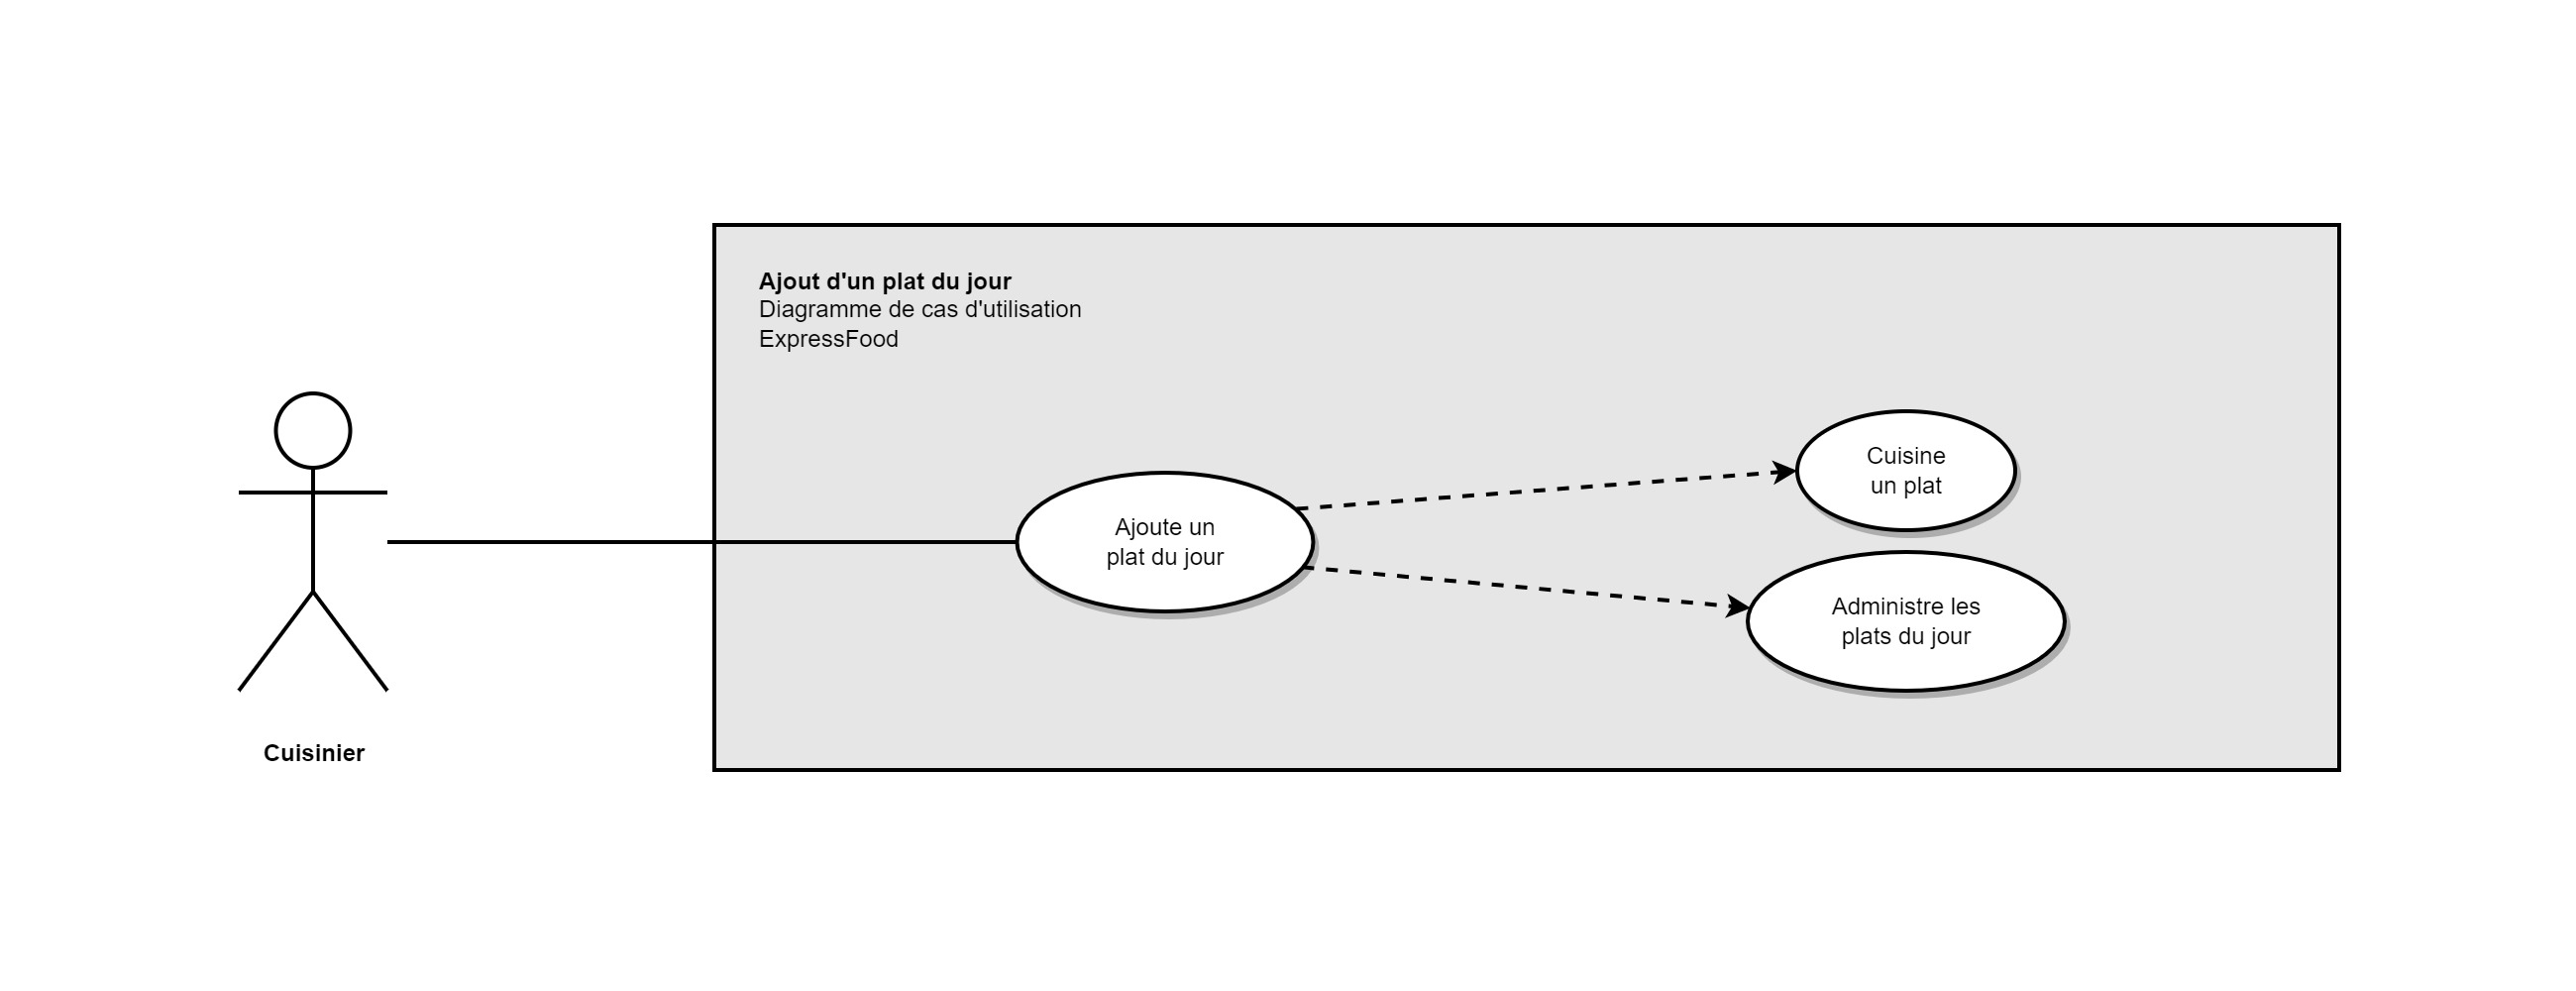 Ajout d'un plat du jour
Diagramme de cas d'utilisation
ExpressFood
Cuisine
un plat
Ajoute un
plat du jour
Administre les
plats du jour
Cuisinier